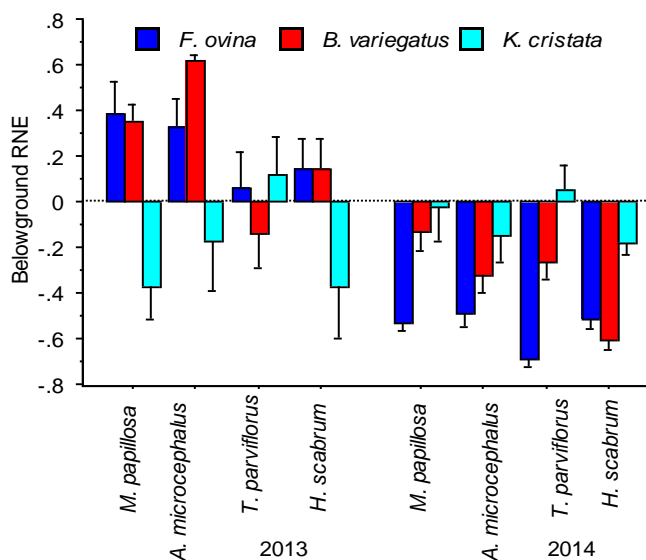 F. ovina B. variegatus K. cristata
Belowground RNE
.8
.6
.4
.2
0
-.2
-.4
-.6
-.8
M. papillosa
A. microcephalus
T. parviflorus
H. scabrum
M. papillosa
A. microcephalus
T. parviflorus
H. scabrum
2013 2014